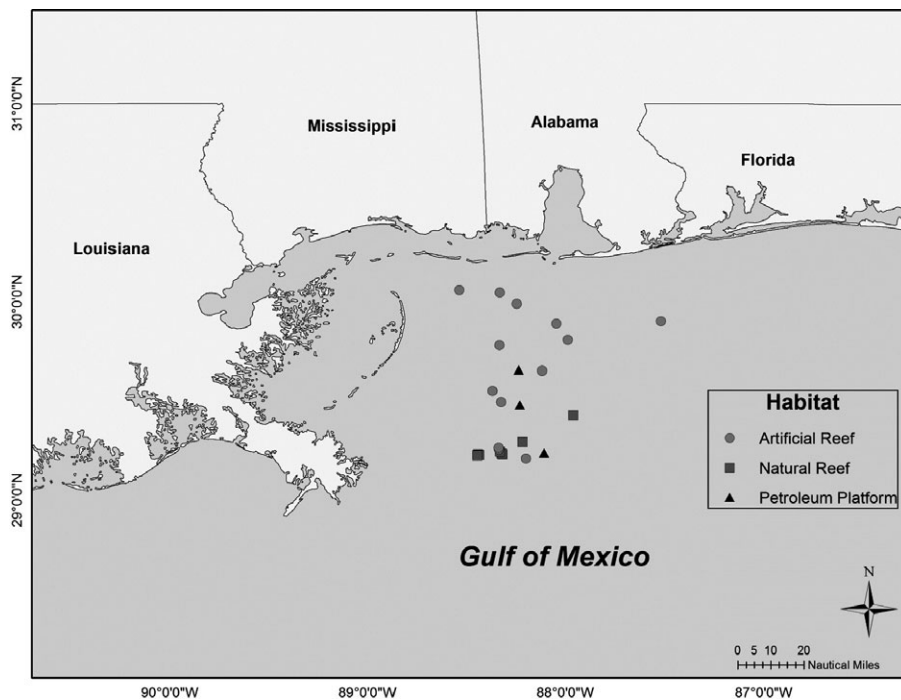 Mississippi
Alabama
Florida
Louisiana
31°0'0"N
30°0'0"N
29°0'0"N
Habitat
Artificial Reef
Natural Reef
Petroleum Platform
Gulf of Mexico
N
0 5 10 20
Nautical Miles
90°0'0"W
89°0'0"W
88°0'0"W
87°0'0"W